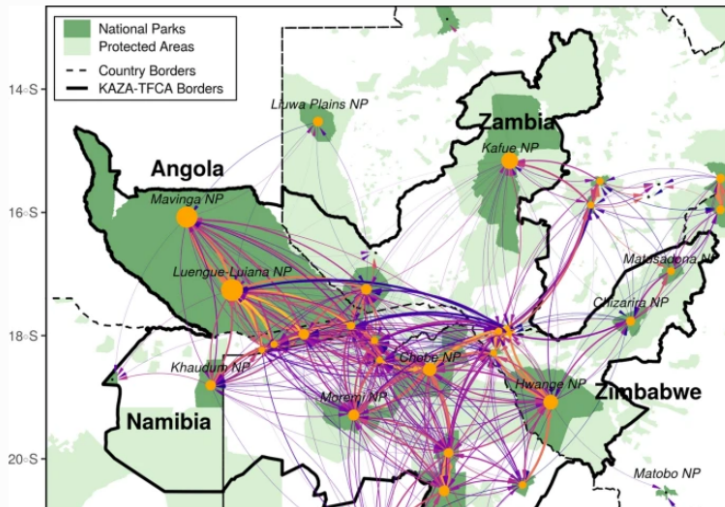 National Parks
Protected Areas
Country Borders
KAZA-TFCA Borders
14°S
16°S
18°S
20°S
Liuwa Plains NP
Zambia
Kafue NP
Angola
Mavinga NP
Luengue-Luiana NP
Matusadona NP
Chizarira NP
Khaudum NP
Chobe NP
Hwange NP
Moremi NP
Zimbabwe
Namibia
Matobo NP